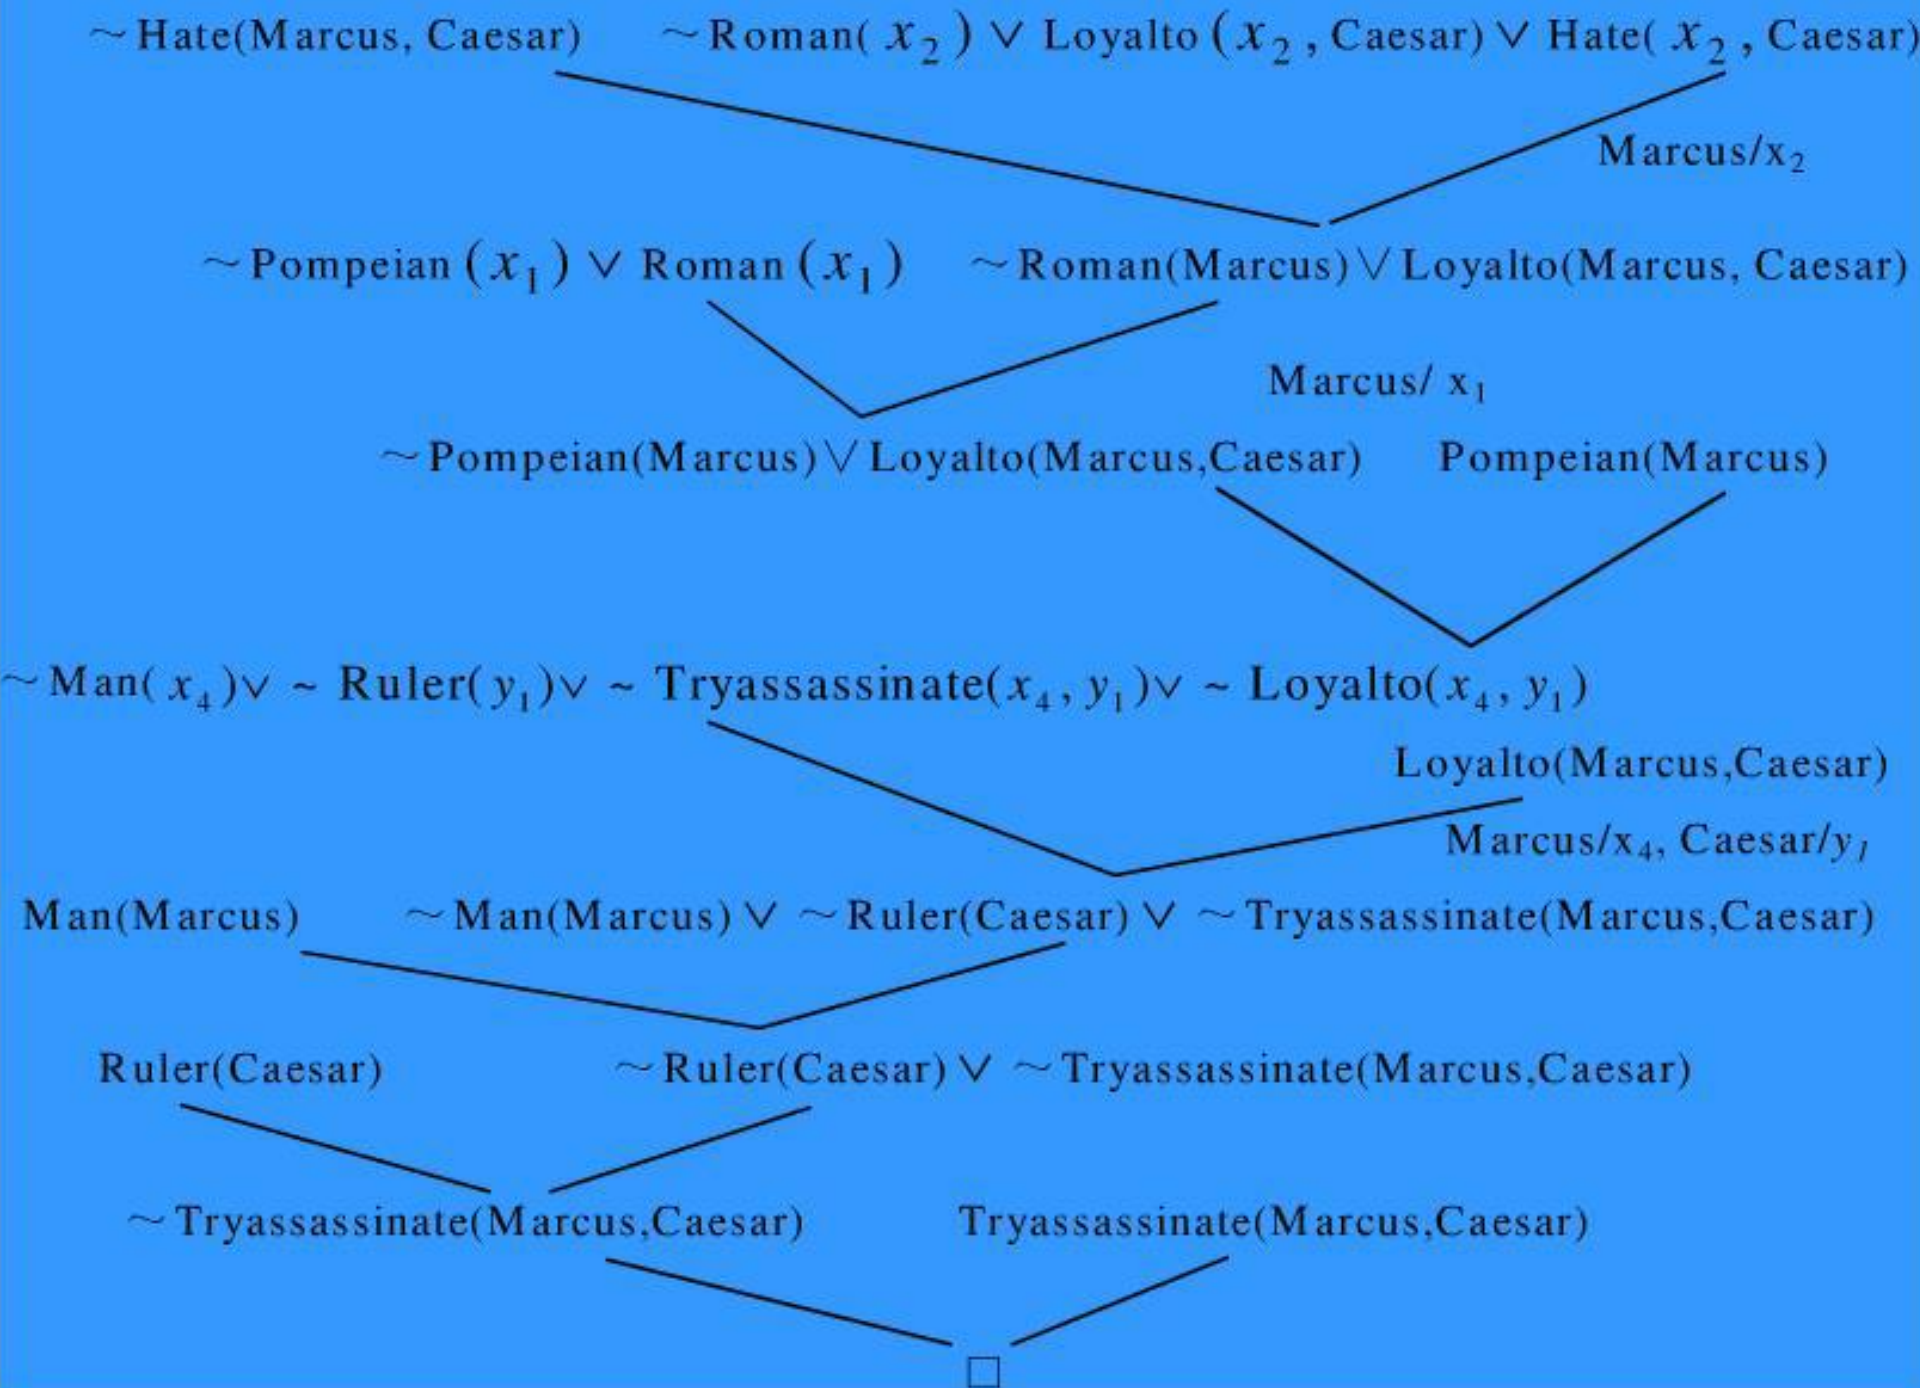 ~Hate(Marcus, Caesar) ~Roman( x₂ ) ∨ Loyalto (x₂ , Caesar) ∨ Hate( x₂ , Caesar)
Marcus/x₂
~Pompeian (x₁ ) ∨ Roman (x₁ ) ~Roman(Marcus)∨Loyalto(Marcus, Caesar)
Marcus/ x₁
~Pompeian(Marcus)∨Loyalto(Marcus,Caesar) Pompeian(Marcus)
~Man( x₄ )∨ ~ Ruler( y₁ )∨ ~ Tryassassinate( x₄ , y₁ )∨ ~ Loyalto( x₄ , y₁ )
Loyalto(Marcus,Caesar)
Marcus/x₄, Caesar/y₁
Man(Marcus) ~Man(Marcus) ∨ ~Ruler(Caesar) ∨ ~Tryassassinate(Marcus,Caesar)
Ruler(Caesar) ~Ruler(Caesar) ∨ ~Tryassassinate(Marcus,Caesar)
~Tryassassinate(Marcus,Caesar) Tryassassinate(Marcus,Caesar)
□